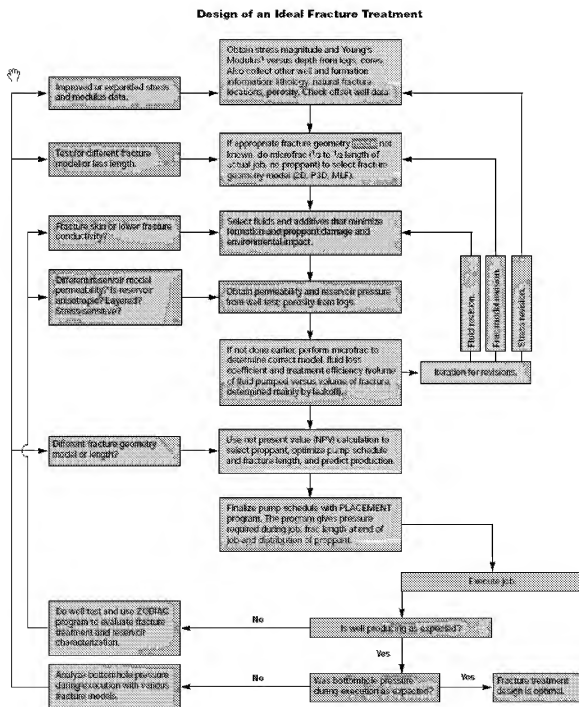 Design of an Ideal Fracture Treatment
Obtain stress magnitude and Young's
Modulus¹ versus depth from logs, cores.
Also collect other well and formation
information: lithology, natural fracture
locations, porosity. Check offset well data
Improved or expanded stress
and modulus data.
If appropriate fracture geometry
not
known, do microfrac (⅓ to ½ length of
actual job, no proppant) to select fracture
geometry model (2D, P3D, MLF).
Test for different fracture
model or less length.
Select fluids and additives that minimize
formation and proppant damage and
environmental impact.
Fracture skin or lower fracture
conductivity?
Different reservoir model
permeability? Is reservoir
anisotropic? Layered?
Stress sensitive?
Obtain permeability and reservoir pressure
from well test; porosity from logs.
Fluid revision.
Frac model revision.
Stress revision.
If not done earlier, perform microfrac to
determine correct model, fluid loss
coefficient and treatment efficiency (volume
of fluid pumped versus volume of fracture,
determined mainly by leakoff).
Iteration for revisions.
Different fracture geometry
model or length?
Use net present value (NPV) calculation to
select proppant, optimize pump schedule
and fracture length, and predict production.
Finalize pump schedule with PLACEMENT
program. The program gives pressure
required during job, frac length at end of
job and distribution of proppant.
Execute job.
Do well test and use ZODIAC
program to evaluate fracture
treatment and reservoir
characterization.
No
Is well producing as expected?
Yes
Analyze bottomhole pressure
during execution with various
fracture models.
No
Was bottomhole pressure
during execution as expected?
Yes
Fracture treatment
design is optimal.